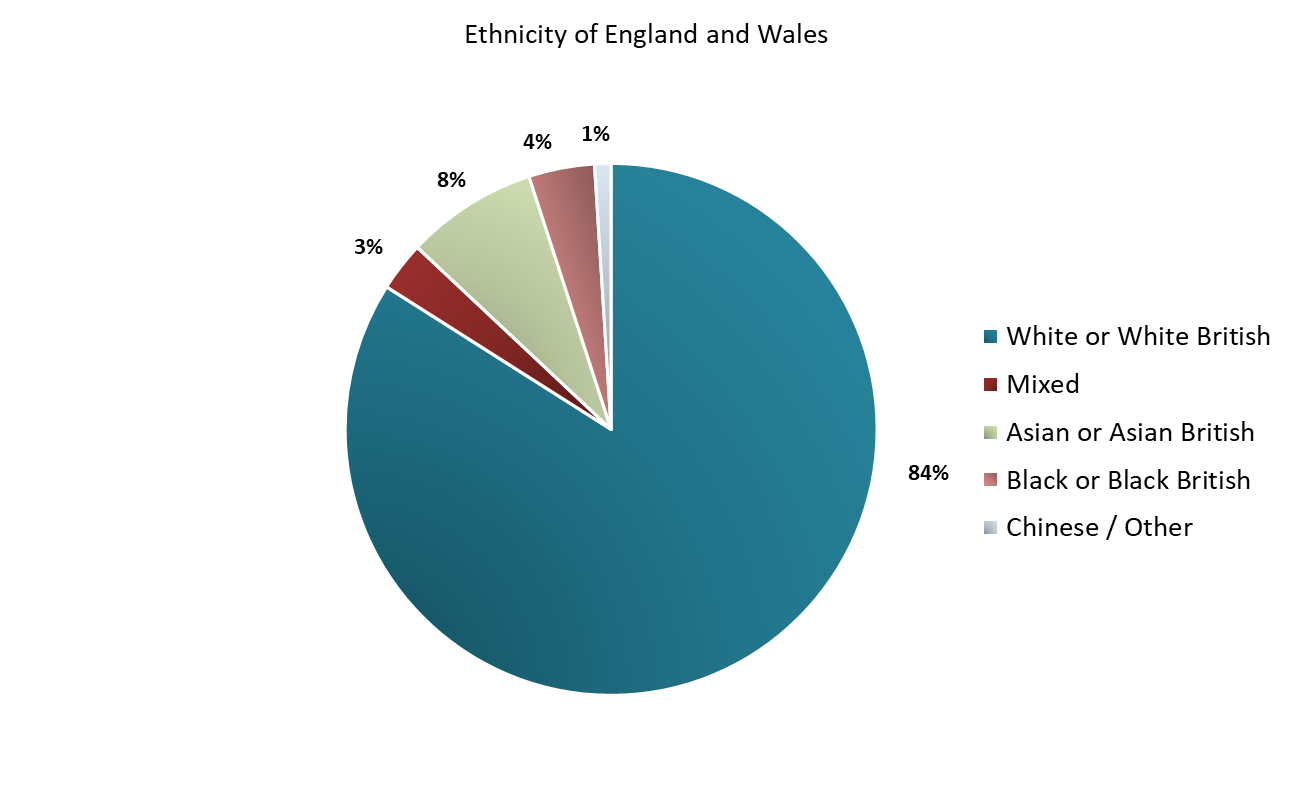 Ethnicity of England and Wales
1%
4%
8%
3%
84%
White or White British
Mixed
Asian or Asian British
Black or Black British
Chinese / Other